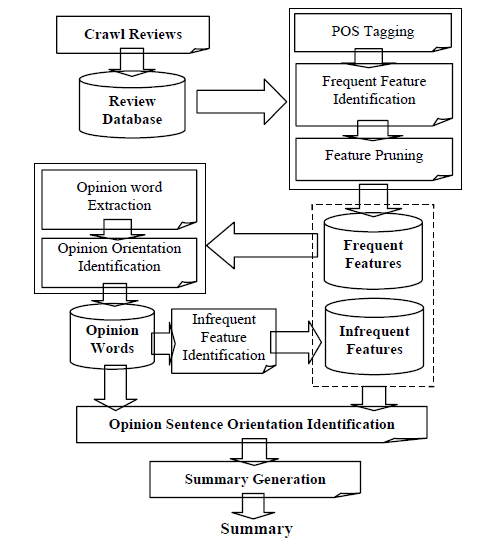 Crawl Reviews
Review
Database
POS Tagging
Frequent Feature
Identification
Feature Pruning
Opinion word
Extraction
Opinion Orientation
Identification
Frequent
Features
Opinion
Words
Infrequent
Feature
Identification
Infrequent
Features
Opinion Sentence Orientation Identification
Summary Generation
Summary